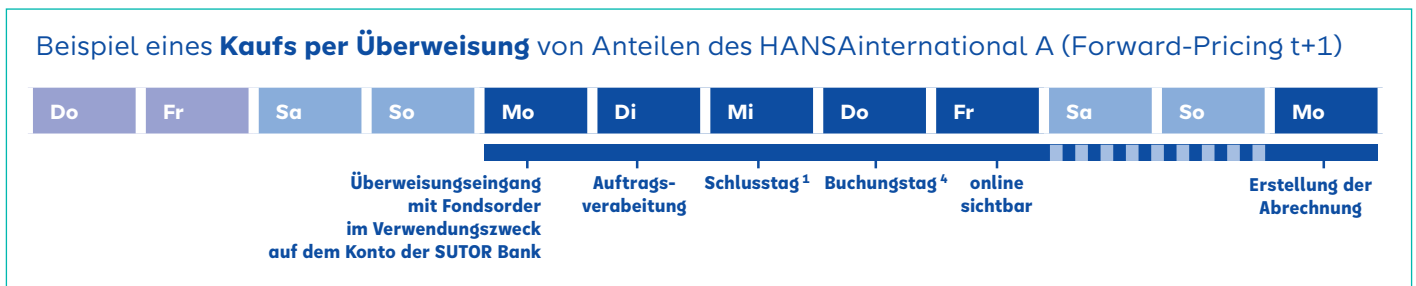 Beispiel eines Kaufs per Überweisung von Anteilen des HANSAinternational A (Forward-Pricing t+1)
Do Fr Sa So Mo Di Mi Do Fr Sa So Mo
Überweisungseingang
mit Fondsorder
im Verwendungszweck
auf dem Konto der SUTOR Bank
Auftrags-
verabeitung
Schlusstag ¹
Buchungstag ⁴
online
sichtbar
Erstellung der
Abrechnung